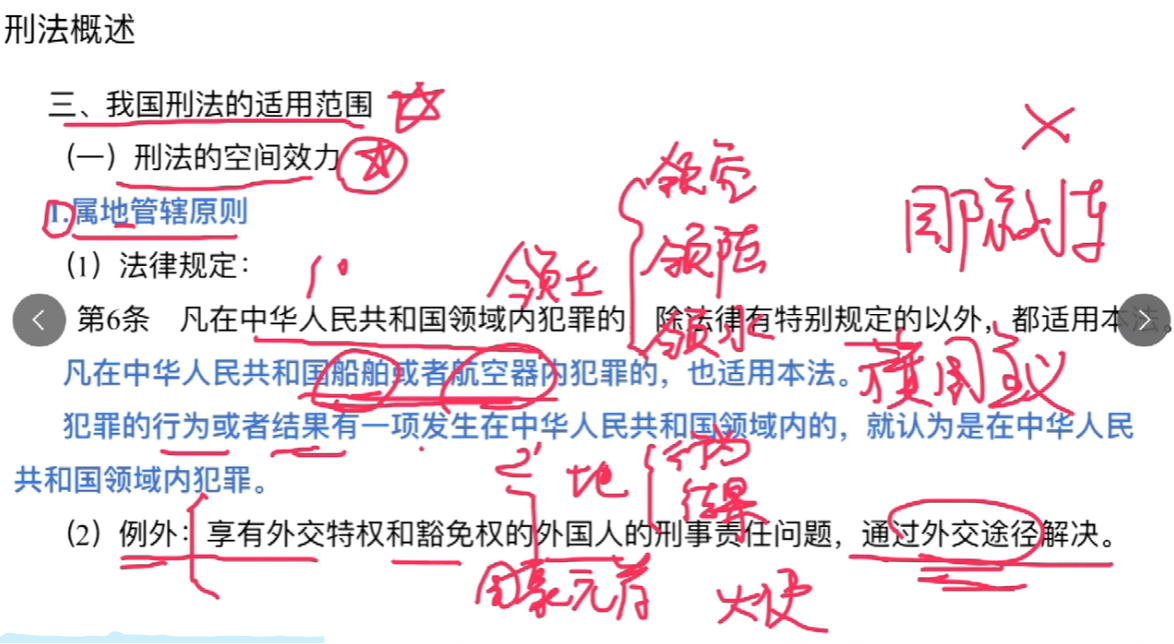 刑法概述
三、我国刑法的适用范围
（一）刑法的空间效力
领空
1.属地管辖原则
国际列车
领陆
（1）法律规定：
领土
第6条 凡在中华人民共和国领域内犯罪的，除法律有特别规定的以外，都适用本法。
领水
旗国主义
凡在中华人民共和国船舶或者航空器内犯罪的，也适用本法。
犯罪的行为或者结果有一项发生在中华人民共和国领域内的，就认为是在中华人民
共和国领域内犯罪。
地
行为
结果
（2）例外：享有外交特权和豁免权的外国人的刑事责任问题，通过外交途径解决。
国家元首
大使